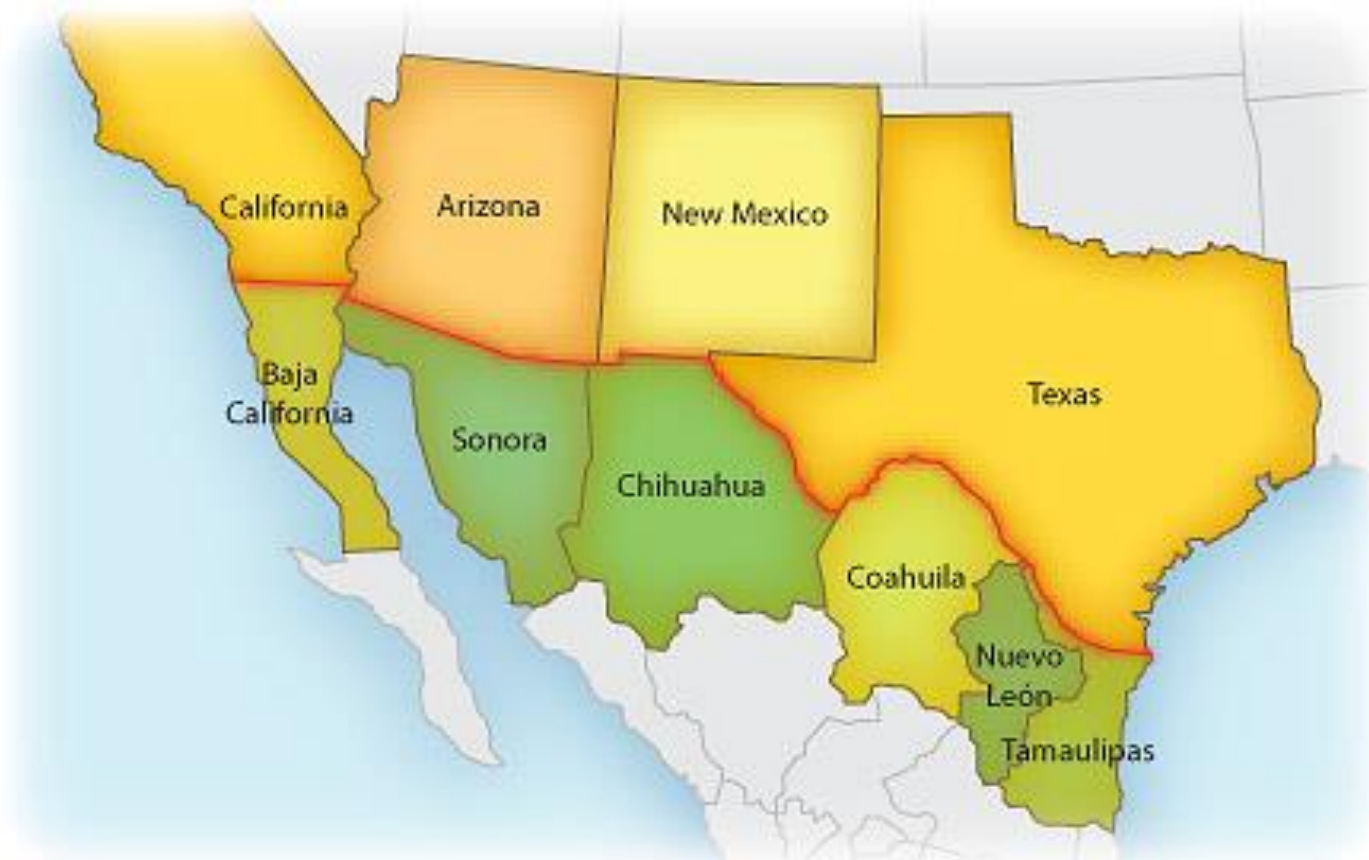 California
Arizona
New Mexico
Texas
Baja
California
Sonora
Chihuahua
Coahuila
Nuevo
León
Tamaulipas